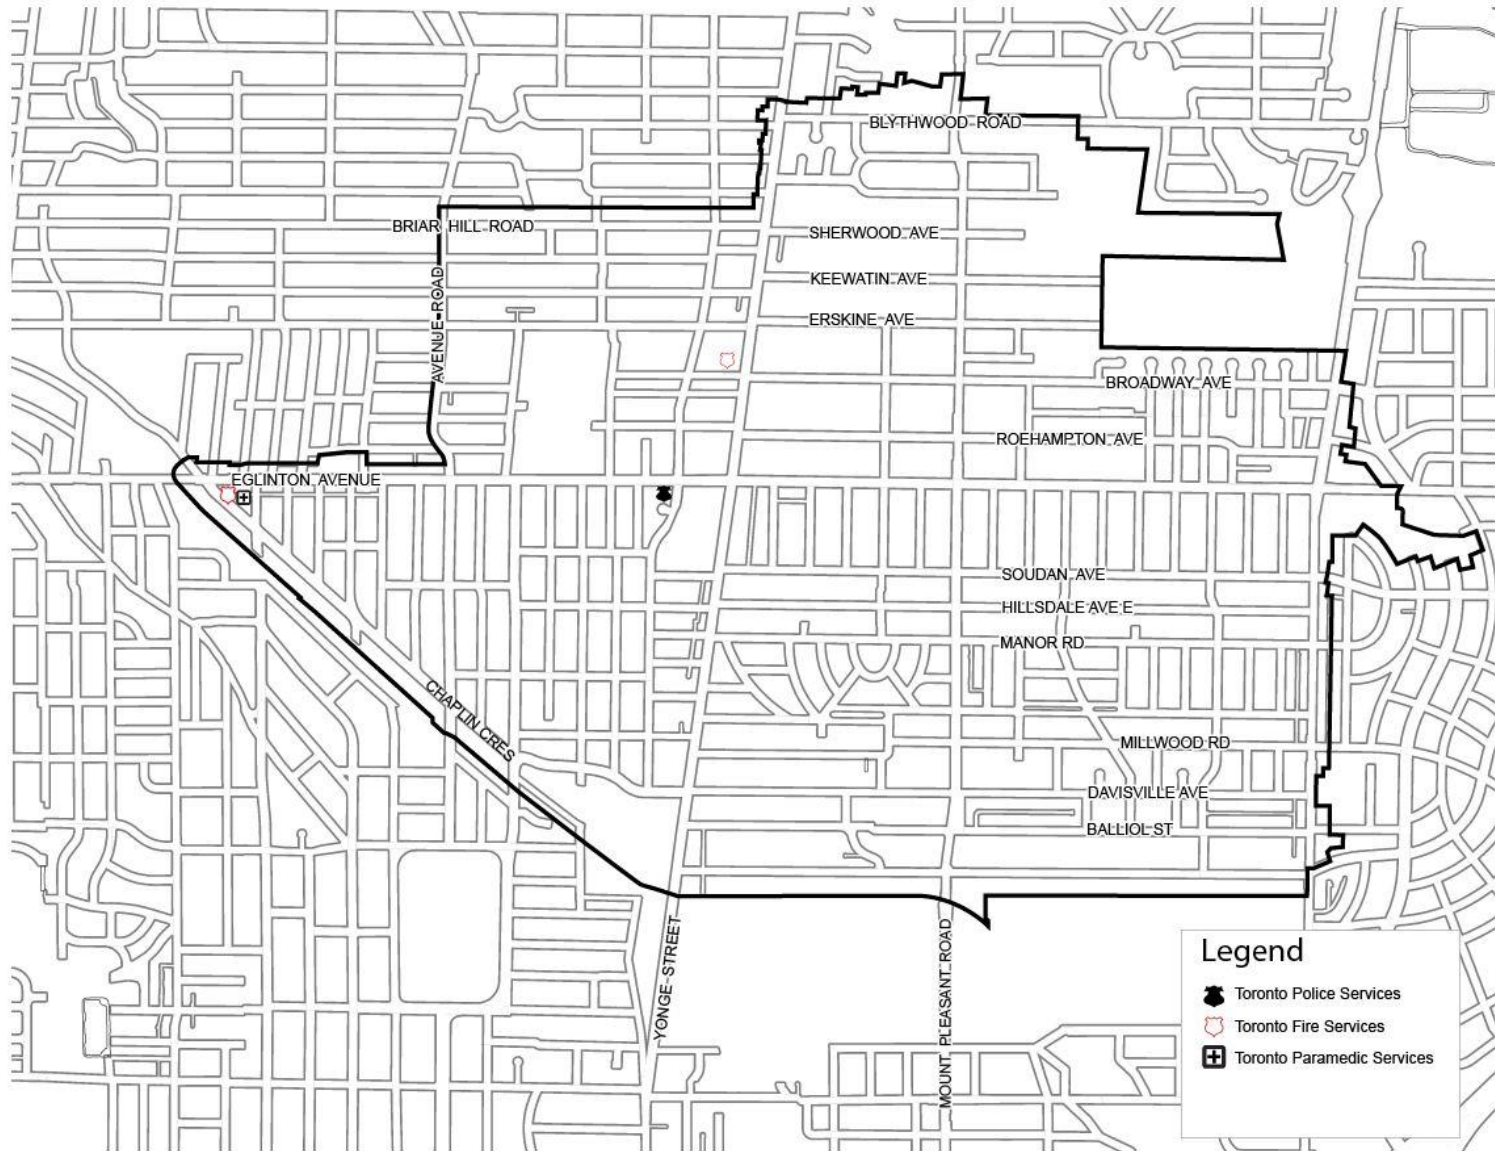 BLYTHWOOD ROAD
BRIAR HILL ROAD
SHERWOOD AVE
AVENUE ROAD
KEEWATIN AVE
ERSKINE AVE
BROADWAY AVE
ROEHAMPTON AVE
EGLINTON AVENUE
SOUDAN AVE
HILLSDALE AVE E
MANOR RD
CHAPLIN CRES
MILLWOOD RD
DAVISVILLE AVE
BALLIOL ST
YONGE STREET
MOUNT PLEASANT ROAD
Legend
Toronto Police Services
Toronto Fire Services
Toronto Paramedic Services